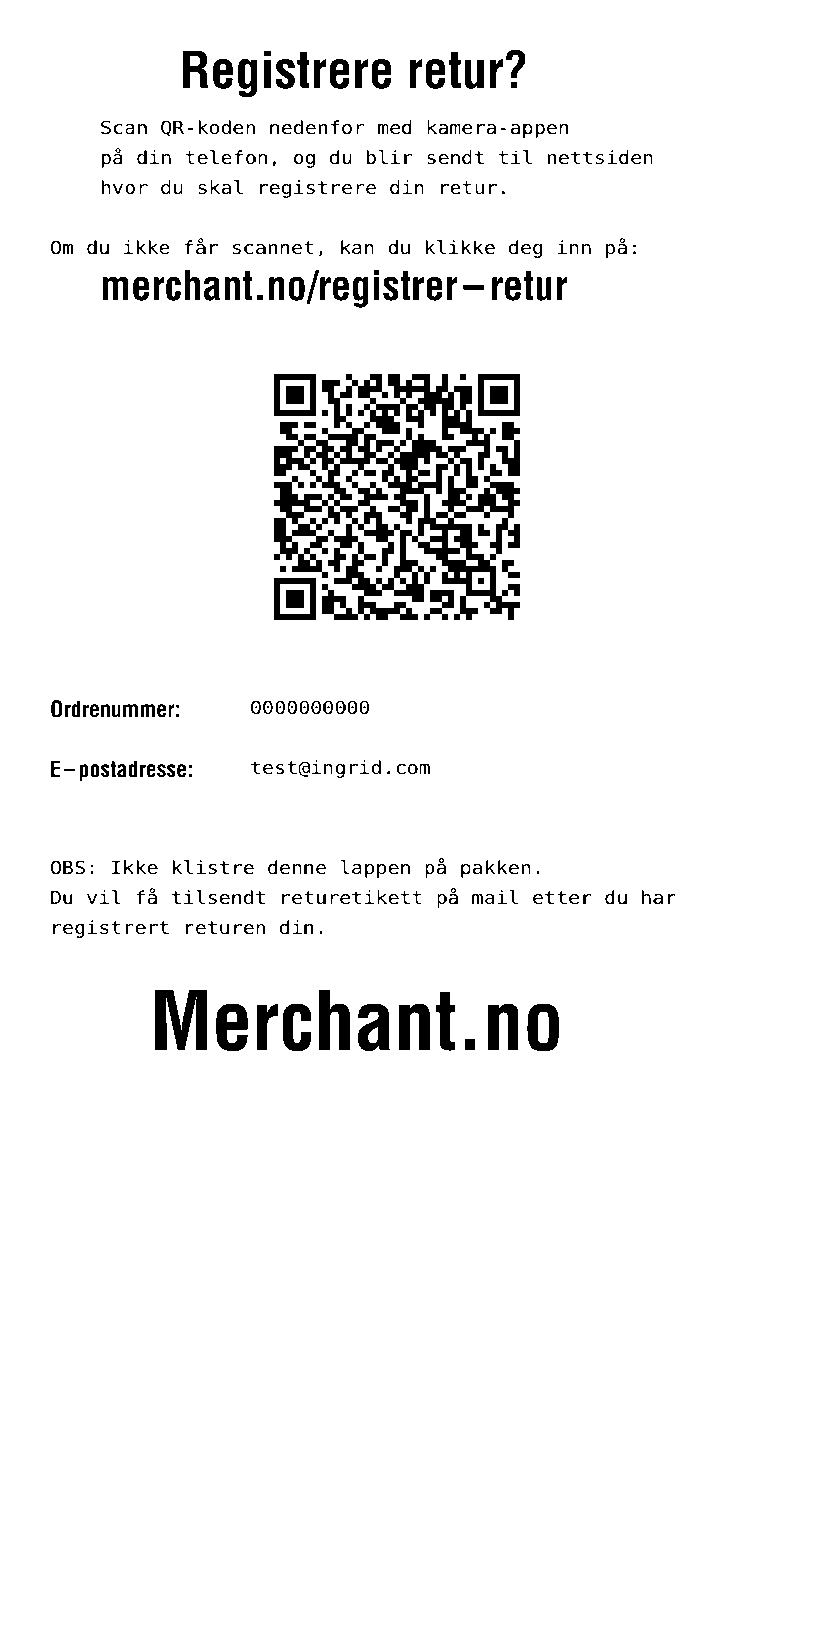 Registrere retur?
Scan QR-koden nedenfor med kamera-appen
på din telefon, og du blir sendt til nettsiden
hvor du skal registrere din retur.
Om du ikke får scannet, kan du klikke deg inn på:
merchant.no/registrer-retur
Ordrenummer: 0000000000
E-postadresse: test@ingrid.com
OBS: Ikke klistre denne lappen på pakken.
Du vil få tilsendt returetikett på mail etter du har
registrert returen din.
Merchant.no